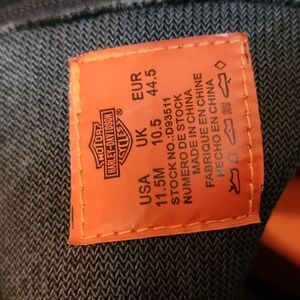 MOTOR
HARLEY-DAVIDSON
CYCLES
USA UK EUR
11.5M 10.5 44.5
STOCK NO.:D93511
NUMERO DE STOCK
MADE IN CHINA
FABRIQUE EN CHINE
HECHO EN CHINA